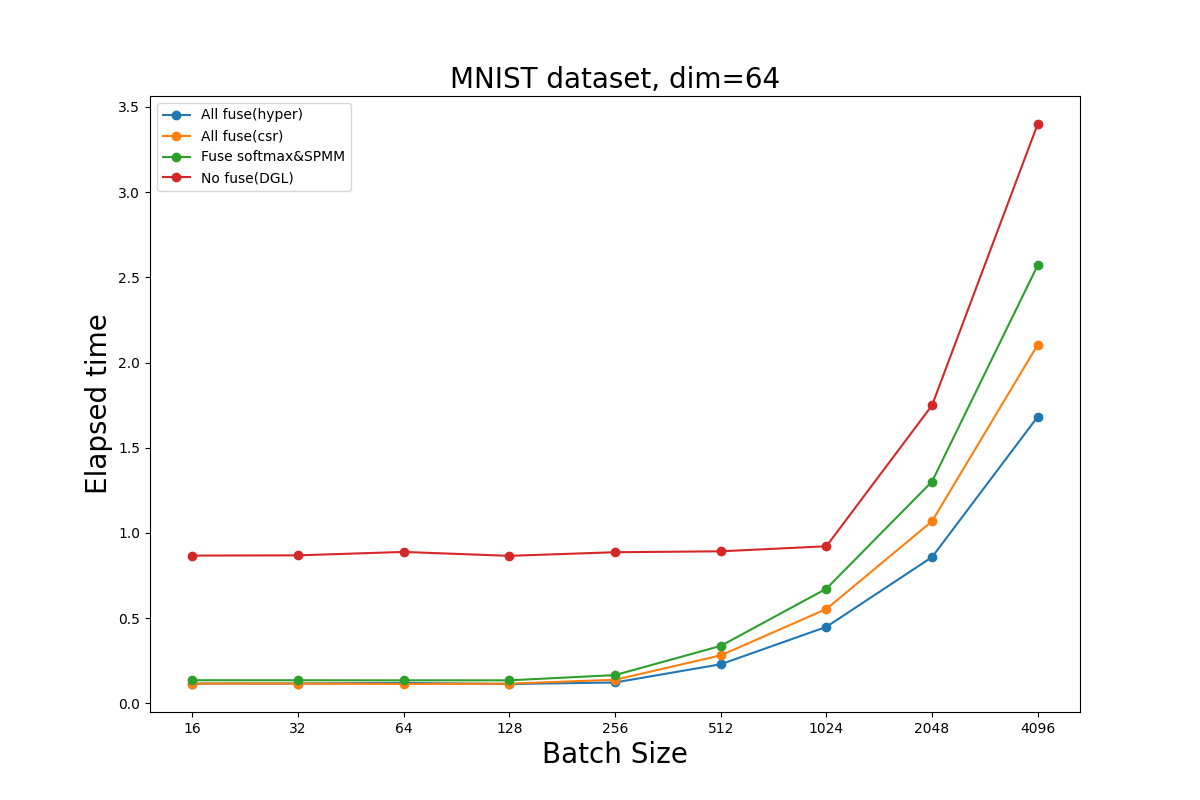 MNIST dataset, dim=64
All fuse(hyper)
All fuse(csr)
Fuse softmax&SPMM
No fuse(DGL)
Elapsed time
3.5
3.0
2.5
2.0
1.5
1.0
0.5
0.0
16 32 64 128 256 512 1024 2048 4096
Batch Size